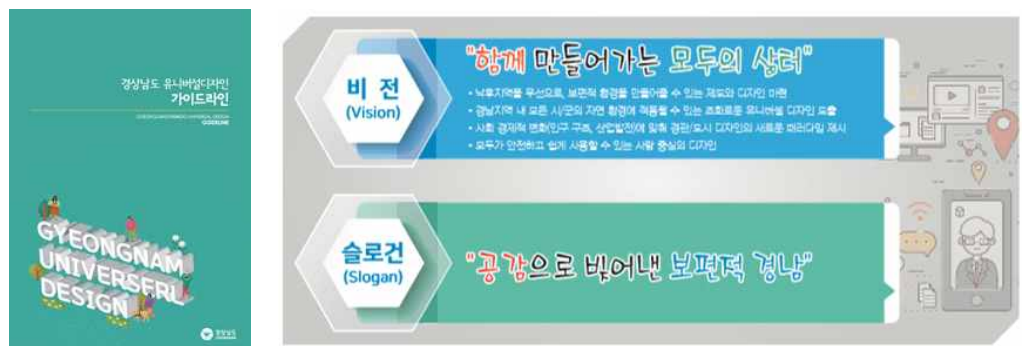 경상남도 유니버설디자인
가이드라인
GUIDELINE
GYEONGNAM
UNIVERSERL
DESIGN
경상남도
비 전
(Vision)
"함께 만들어가는 모두의 삶터"
• 낙후지역을 우선으로, 보편적 환경을 만들어줄 수 있는 제도와 디자인 마련
• 경남지역 내 모든 시/군의 자연 환경에 적용될 수 있는 조화로운 유니버설 디자인 도출
• 사회 경제적 변화(인구 구조, 산업발전)에 맞춰 경관/도시 디자인의 새로운 패러다임 제시
• 모두가 안전하고 쉽게 사용할 수 있는 사람 중심의 디자인
슬로건
(Slogan)
"공감으로 빚어낸 보편적 경남"